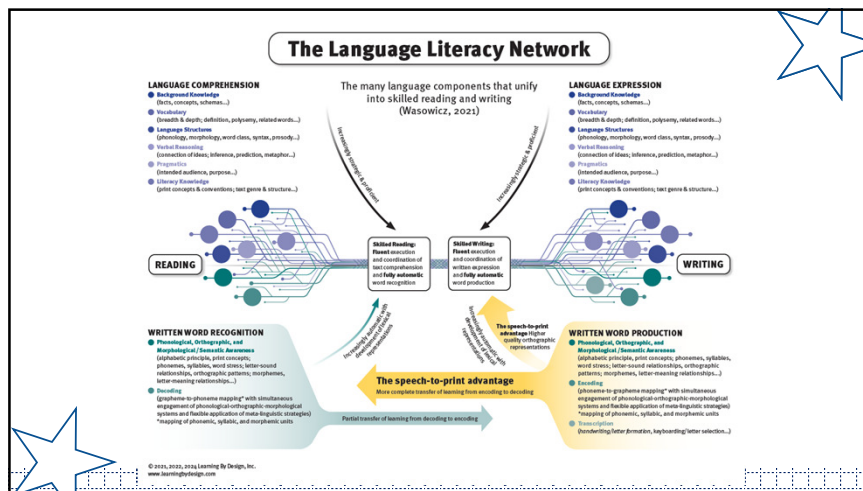 The Language Literacy Network
LANGUAGE COMPREHENSION
Background Knowledge
(facts, concepts, schemas...)
Vocabulary
(breadth & depth; definition, polysemy, related words...)
Language Structures
(phonology, morphology, word class, syntax, prosody...)
Verbal Reasoning
(connection of ideas; inference, prediction, metaphor...)
Pragmatics
(intended audience, purpose...)
Literacy Knowledge
(print concepts & conventions; text genre & structure...)
The many language components that unify
into skilled reading and writing
(Wasowicz, 2021)
Increasingly strategic & proficient
Increasingly strategic & proficient
LANGUAGE EXPRESSION
Background Knowledge
(facts, concepts, schemas...)
Vocabulary
(breadth & depth; definition, polysemy, related words...)
Language Structures
(phonology, morphology, word class, syntax, prosody...)
Verbal Reasoning
(connection of ideas; inference, prediction, metaphor...)
Pragmatics
(intended audience, purpose...)
Literacy Knowledge
(print concepts & conventions; text genre & structure...)
READING
Skilled Reading:
Fluent execution
and coordination of
text comprehension
and fully automatic
word recognition
Skilled Writing:
Fluent execution
and coordination of
written expression
and fully automatic
word production
WRITING
WRITTEN WORD RECOGNITION
Phonological, Orthographic, and
Morphological /Semantic Awareness
(alphabetic principle, print concepts;
phonemes, syllables, word stress; letter-sound
relationships, orthographic patterns; morphemes,
letter-meaning relationships...)
Decoding
(grapheme-to-phoneme mapping* with simultaneous
engagement of phonological-orthographic-morphological
systems and flexible application of meta-linguistic strategies)
*mapping of phonemic, syllabic, and morphemic units
Increasingly automatic with
development of lexical
representations
Increasingly automatic with
development of lexical
representations
The speech-to-print
advantage Higher
quality orthographic
representations
The speech-to-print advantage
More complete transfer of learning from encoding to decoding
Partial transfer of learning from decoding to encoding
WRITTEN WORD PRODUCTION
Phonological, Orthographic, and
Morphological /Semantic Awareness
(alphabetic principle, print concepts; phonemes, syllables,
word stress; letter-sound relationships, orthographic
patterns; morphemes, letter-meaning relationships...)
Encoding
(phoneme-to-grapheme mapping* with simultaneous
engagement of phonological-orthographic-morphological
systems and flexible application of meta-linguistic strategies)
*mapping of phonemic, syllabic, and morphemic units
Transcription
(handwriting/letter formation, keyboarding/letter selection...)
© 2021, 2022, 2024 Learning By Design, Inc.
www.learningbydesign.com